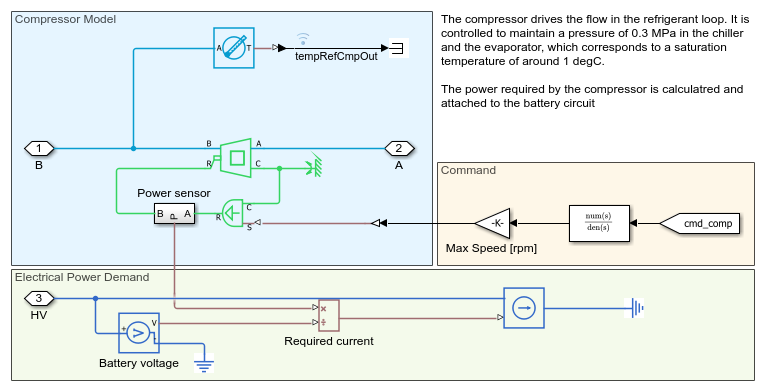 Compressor Model
The compressor drives the flow in the refrigerant loop. It is
controlled to maintain a pressure of 0.3 MPa in the chiller
and the evaporator, which corresponds to a saturation
temperature of around 1 degC.
The power required by the compressor is calculatred and
attached to the battery circuit
A T
tempRefCmpOut
1
B
B A
R C
2
A
Power sensor
B P A
R C
S
Command
-K-
Max Speed [rpm]
num(s)
den(s)
cmd_comp
Electrical Power Demand
3
HV
+ V V
-
Battery voltage
×
÷
Required current